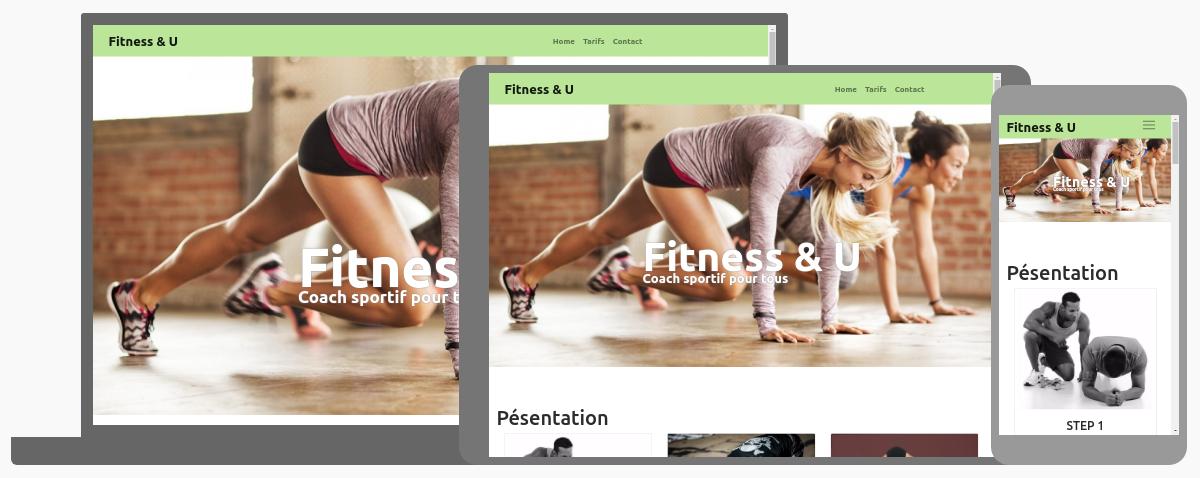 Fitness & U
Home Tarifs Contact
Fitnes
Coach sportif pour t
Fitness & U
Home Tarifs Contact
Fitness & U
Coach sportif pour tous
Pésentation
Fitness & U
Fitness & U
Coach sportif pour tous
Pésentation
STEP 1